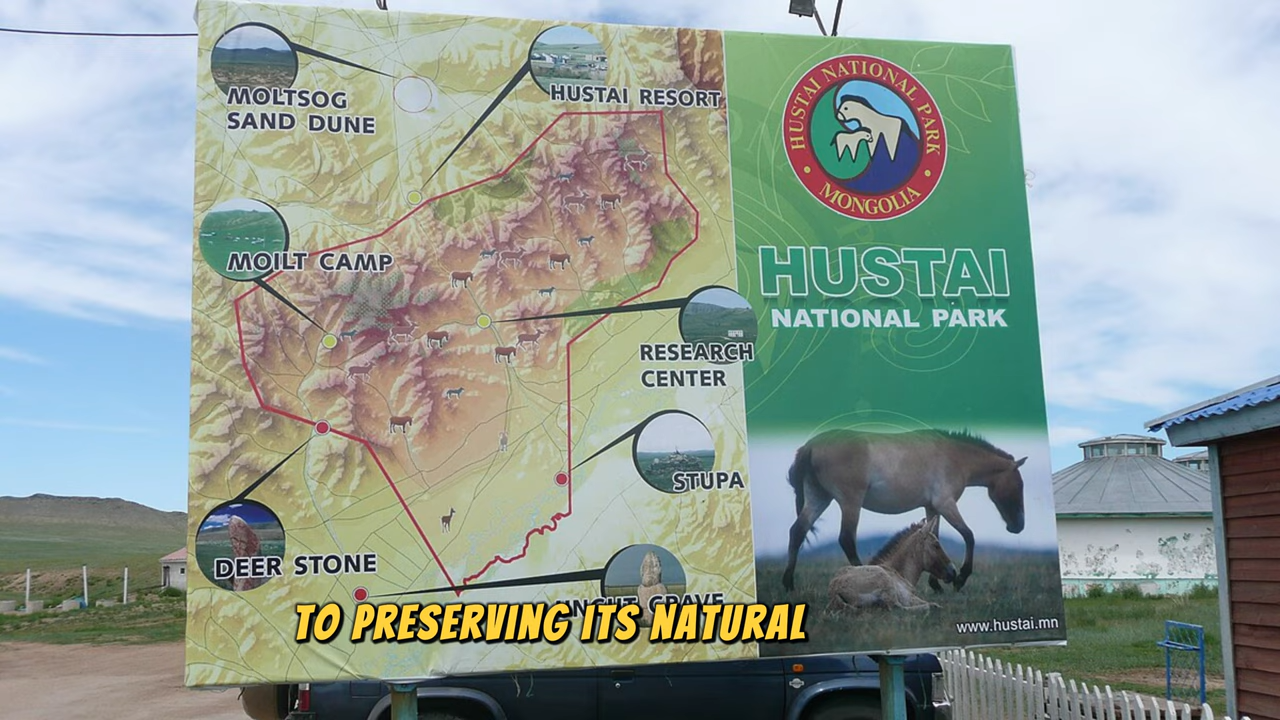 MOLTSOG
SAND DUNE
HUSTAI RESORT
MOILT CAMP
RESEARCH
CENTER
STUPA
DEER STONE
GRAVE
HUSTAI NATIONAL PARK
• MONGOLIA •
HUSTAI
NATIONAL PARK
www.hustai.mn
TO PRESERVING ITS NATURAL